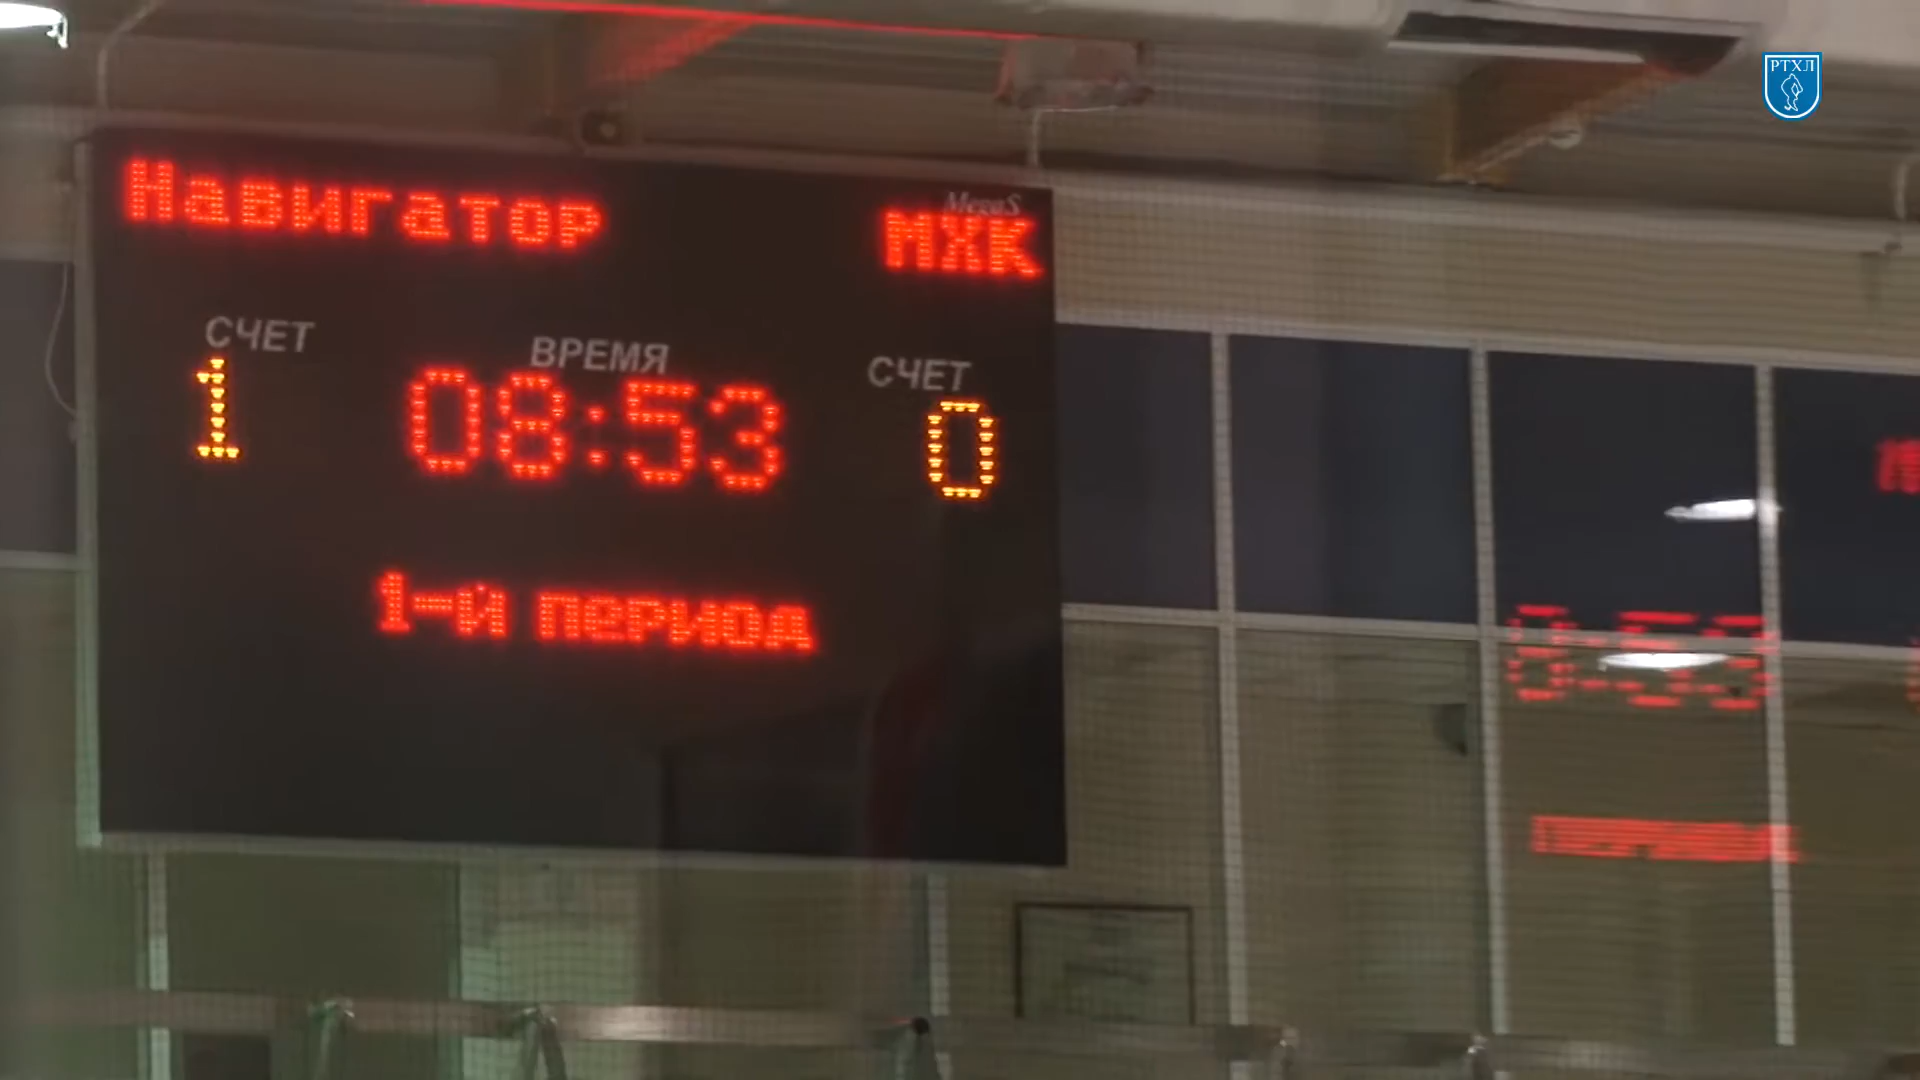 РТХЛ
Навигатор МХК
MegaS
СЧЕТ ВРЕМЯ СЧЕТ
1 08:53 0
1-й период